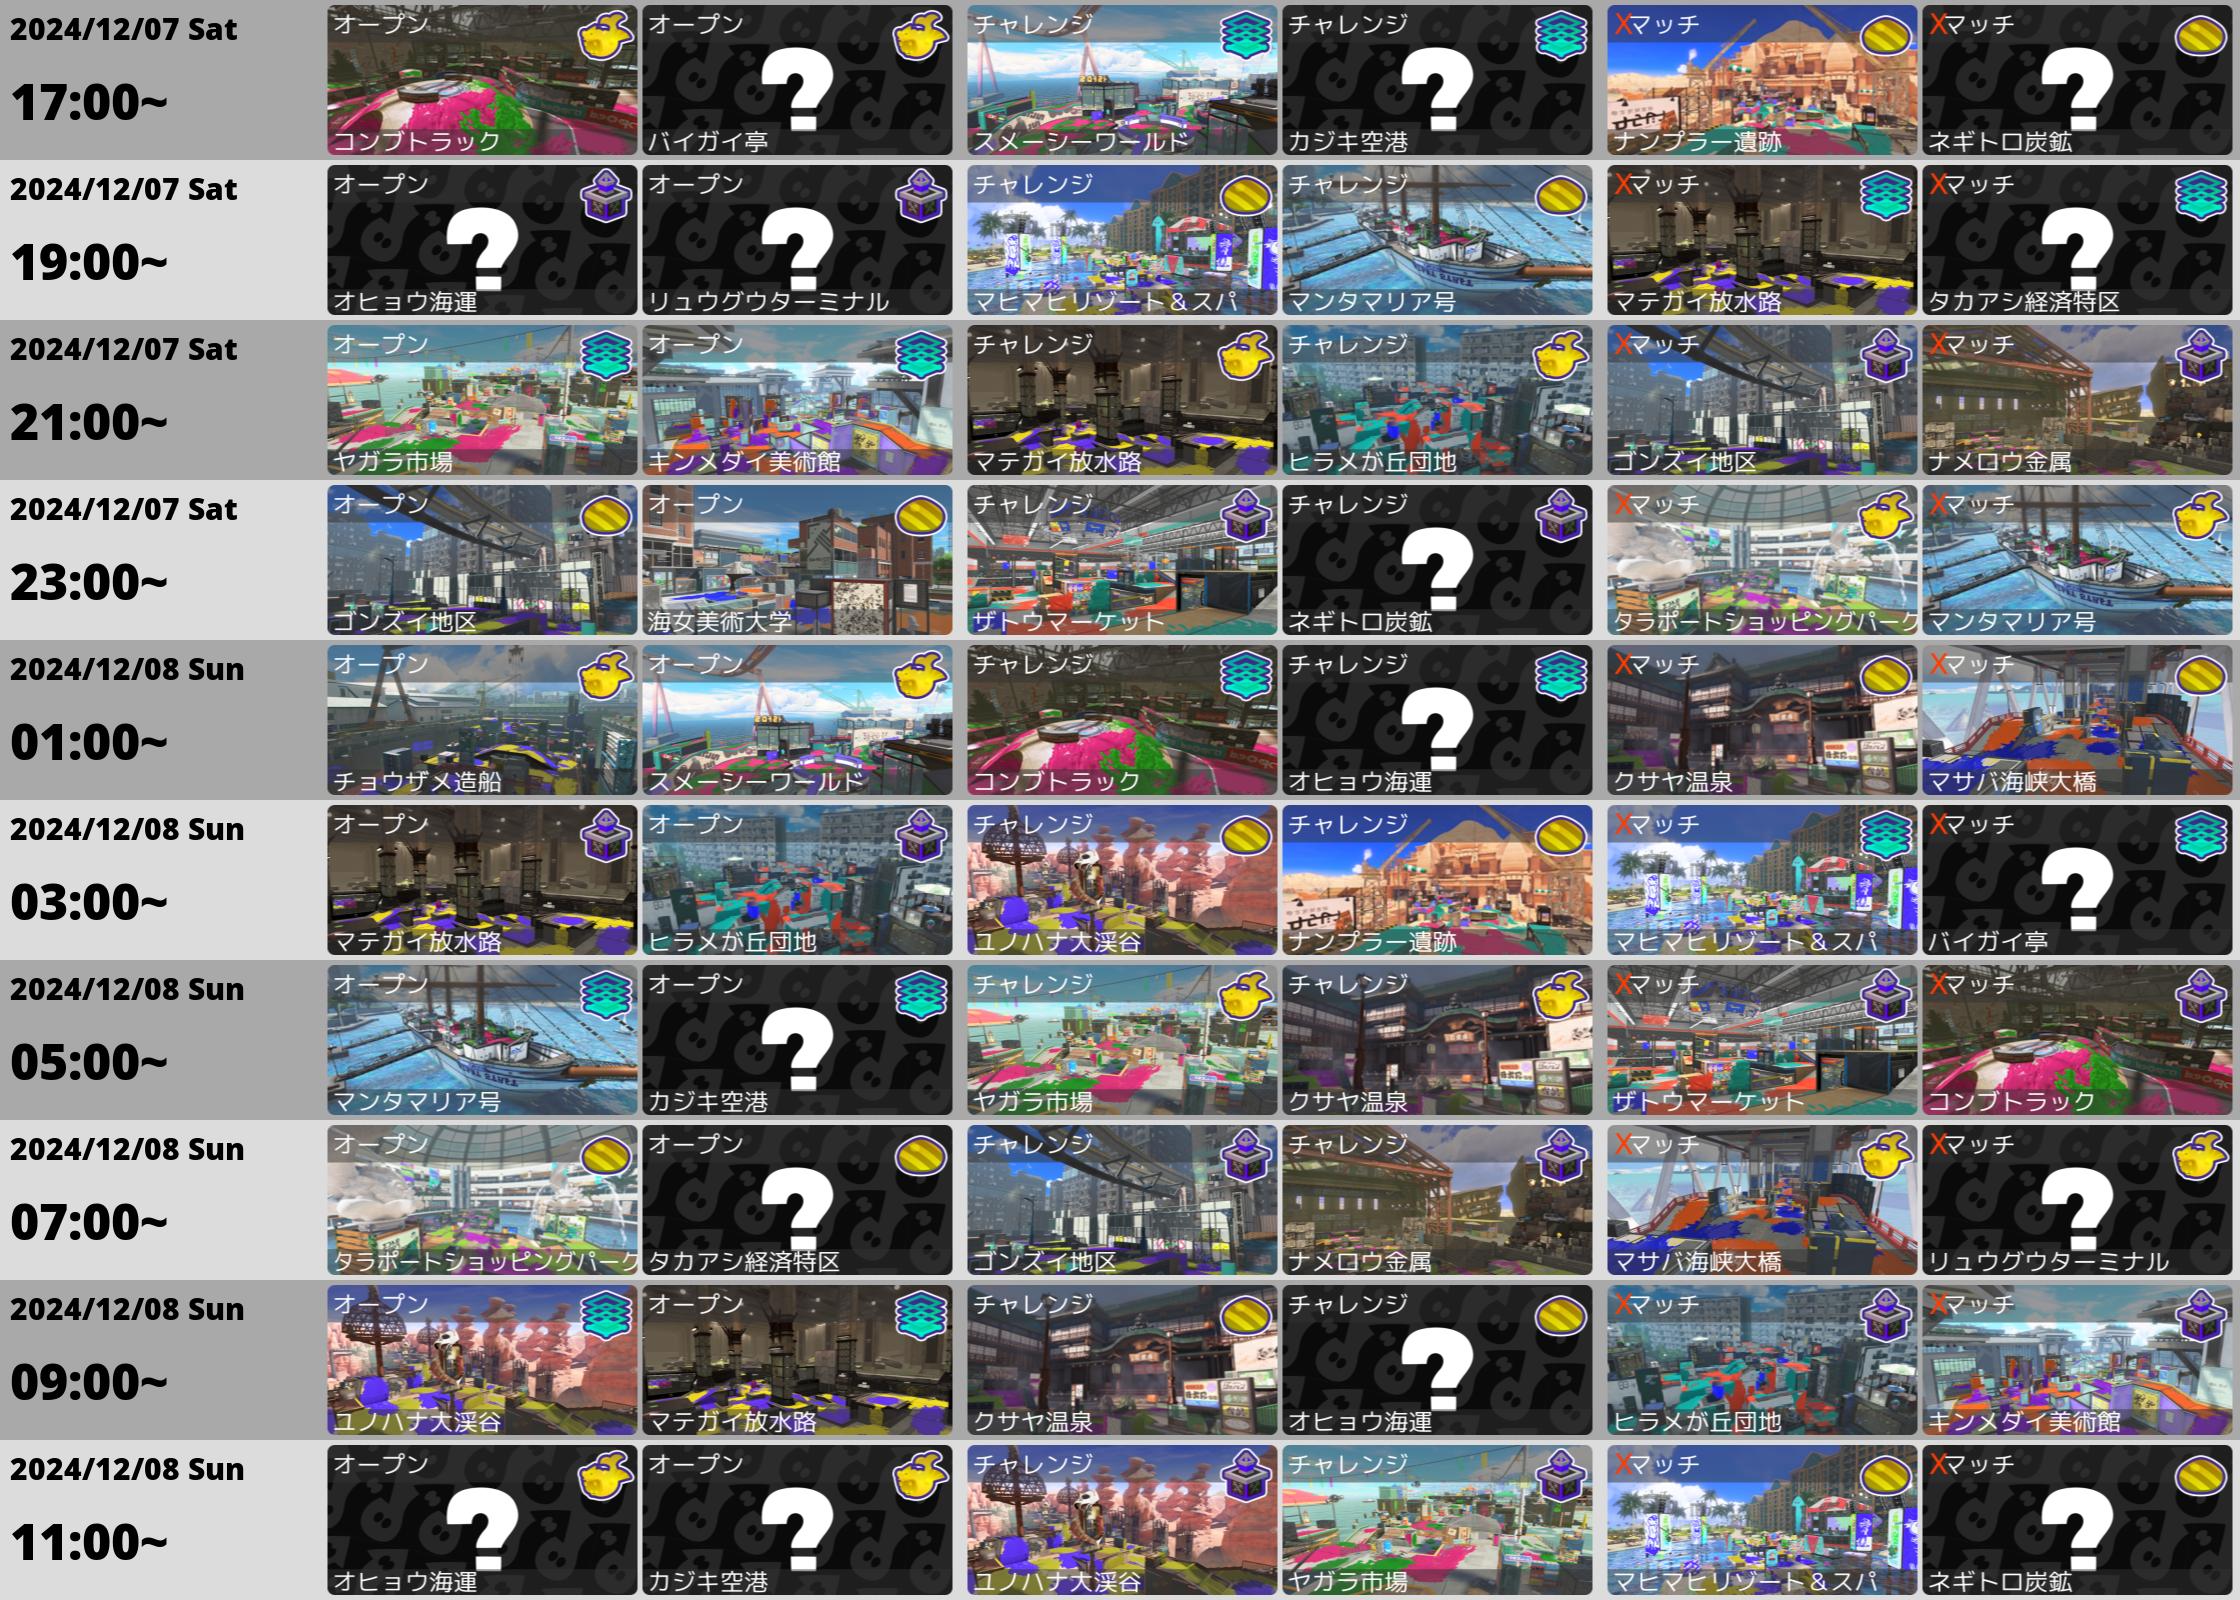 2024/12/07 Sat
17:00~
オープン
コンブトラック
オープン
バイガイ亭
チャレンジ
スメーシーワールド
チャレンジ
カジキ空港
Xマッチ
ナンプラー遺跡
Xマッチ
ネギトロ炭鉱
2024/12/07 Sat
19:00~
オープン
オヒョウ海運
オープン
リュウグウターミナル
チャレンジ
マヒマヒリゾート&スパ
チャレンジ
マンタマリア号
Xマッチ
マテガイ放水路
Xマッチ
タカアシ経済特区
2024/12/07 Sat
21:00~
オープン
ヤガラ市場
オープン
キンメダイ美術館
チャレンジ
マテガイ放水路
チャレンジ
ヒラメが丘団地
Xマッチ
ゴンズイ地区
Xマッチ
ナメロウ金属
2024/12/07 Sat
23:00~
オープン
ゴンズイ地区
オープン
海女美術大学
チャレンジ
ザトウマーケット
チャレンジ
ネギトロ炭鉱
Xマッチ
タラポートショッピングパーク
Xマッチ
マンタマリア号
2024/12/08 Sun
01:00~
オープン
チョウザメ造船
オープン
スメーシーワールド
チャレンジ
コンブトラック
チャレンジ
オヒョウ海運
Xマッチ
クサヤ温泉
Xマッチ
マサバ海峡大橋
2024/12/08 Sun
03:00~
オープン
マテガイ放水路
オープン
ヒラメが丘団地
チャレンジ
ユノハナ大渓谷
チャレンジ
ナンプラー遺跡
Xマッチ
マヒマヒリゾート&スパ
Xマッチ
バイガイ亭
2024/12/08 Sun
05:00~
オープン
マンタマリア号
オープン
カジキ空港
チャレンジ
ヤガラ市場
チャレンジ
クサヤ温泉
Xマッチ
ザトウマーケット
Xマッチ
コンブトラック
2024/12/08 Sun
07:00~
オープン
タラポートショッピングパーク
オープン
タカアシ経済特区
チャレンジ
ゴンズイ地区
チャレンジ
ナメロウ金属
Xマッチ
マサバ海峡大橋
Xマッチ
リュウグウターミナル
2024/12/08 Sun
09:00~
オープン
ユノハナ大渓谷
オープン
マテガイ放水路
チャレンジ
クサヤ温泉
チャレンジ
オヒョウ海運
Xマッチ
ヒラメが丘団地
Xマッチ
キンメダイ美術館
2024/12/08 Sun
11:00~
オープン
オヒョウ海運
オープン
カジキ空港
チャレンジ
ユノハナ大渓谷
チャレンジ
ヤガラ市場
Xマッチ
マヒマヒリゾート&スパ
Xマッチ
ネギトロ炭鉱